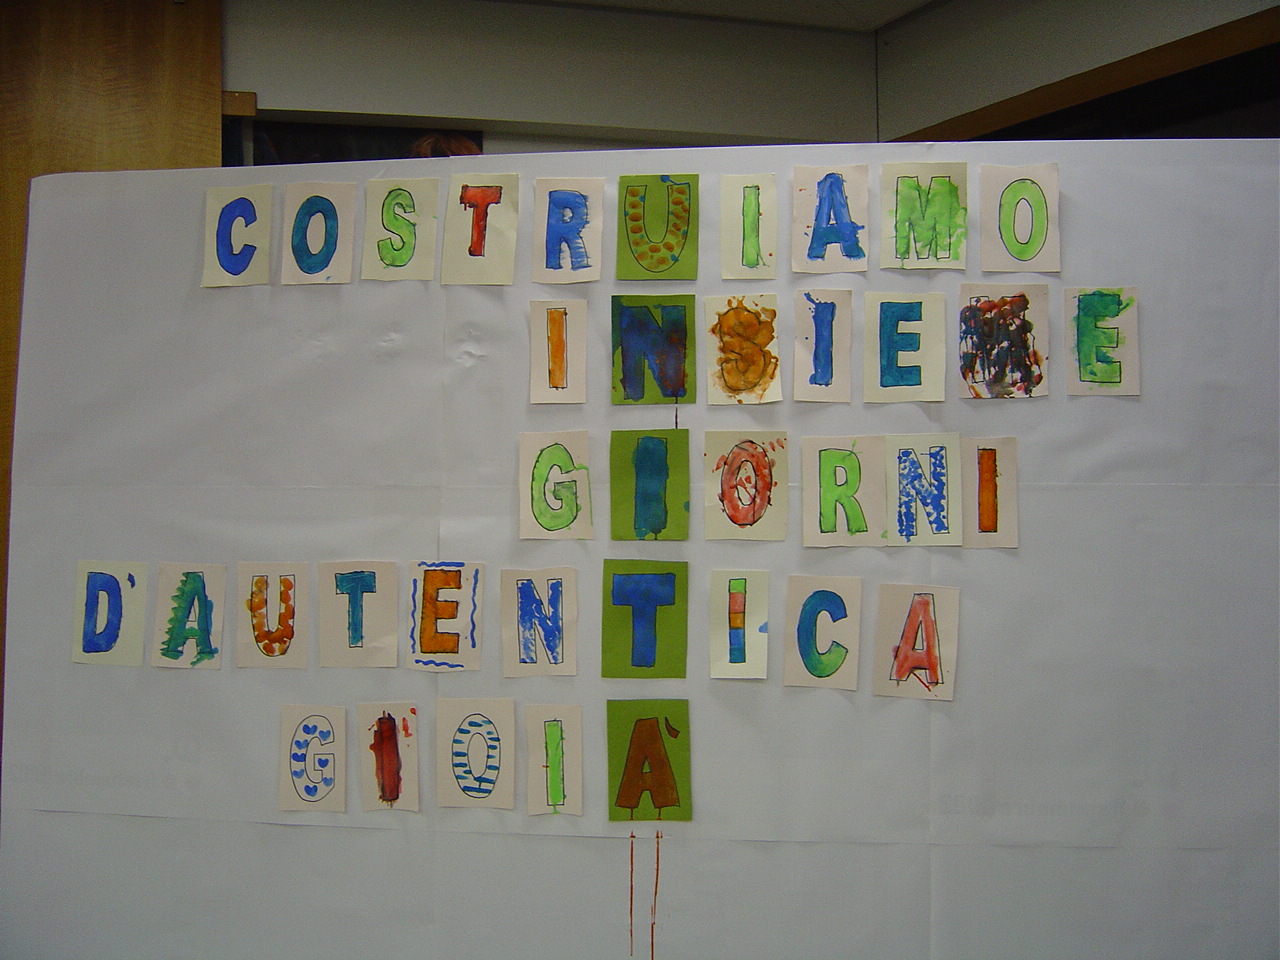 COSTRUIAMO
INSIEME
GIORNI
D'AUTENTICA
GIOIA'